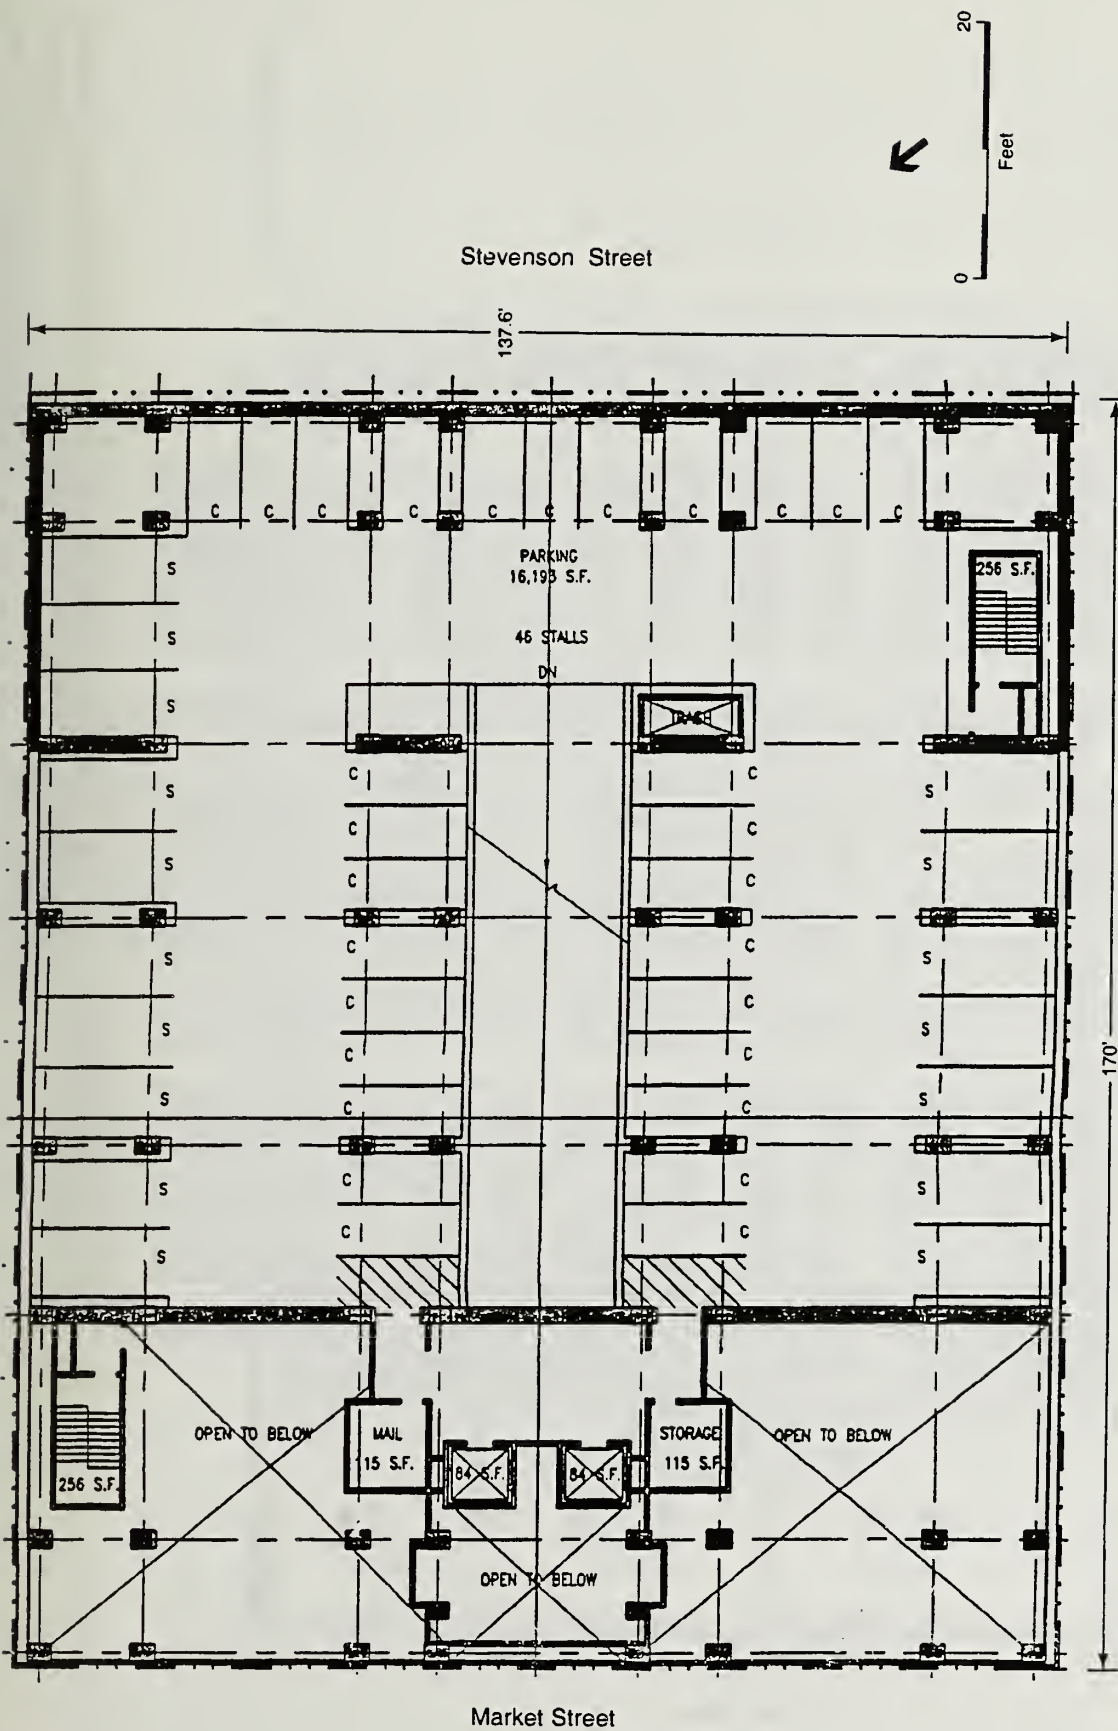 20
Feet
0
Stevenson Street
137.6'
C C C C C C C C C C C
PARKING
16,193 S.F.
S
256 S.F.
46 STALLS
S
DN
S
TRASH
C C
S S
C C
S S
C C
C C
S S
C C
S S
C C
170'
S S
C C
C C
S S
C C
S S
OPEN TO BELOW
MAIL
15 S.F.
STORAGE
115 S.F.
OPEN TO BELOW
84 S.F.
84 S.F.
256 S.F.
OPEN TO BELOW
Market Street